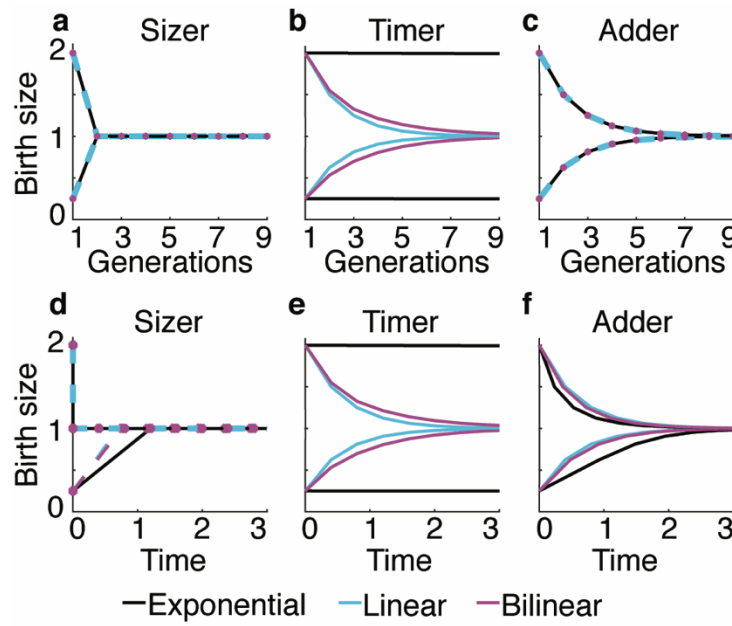 a Sizer
b Timer
c Adder
Birth size
2
1
0
1 3 5 7 9
Generations
1 3 5 7 9
Generations
1 3 5 7 9
Generations
d Sizer
e Timer
f Adder
Birth size
2
1
0
0 1 2 3
Time
0 1 2 3
Time
0 1 2 3
Time
Exponential Linear Bilinear